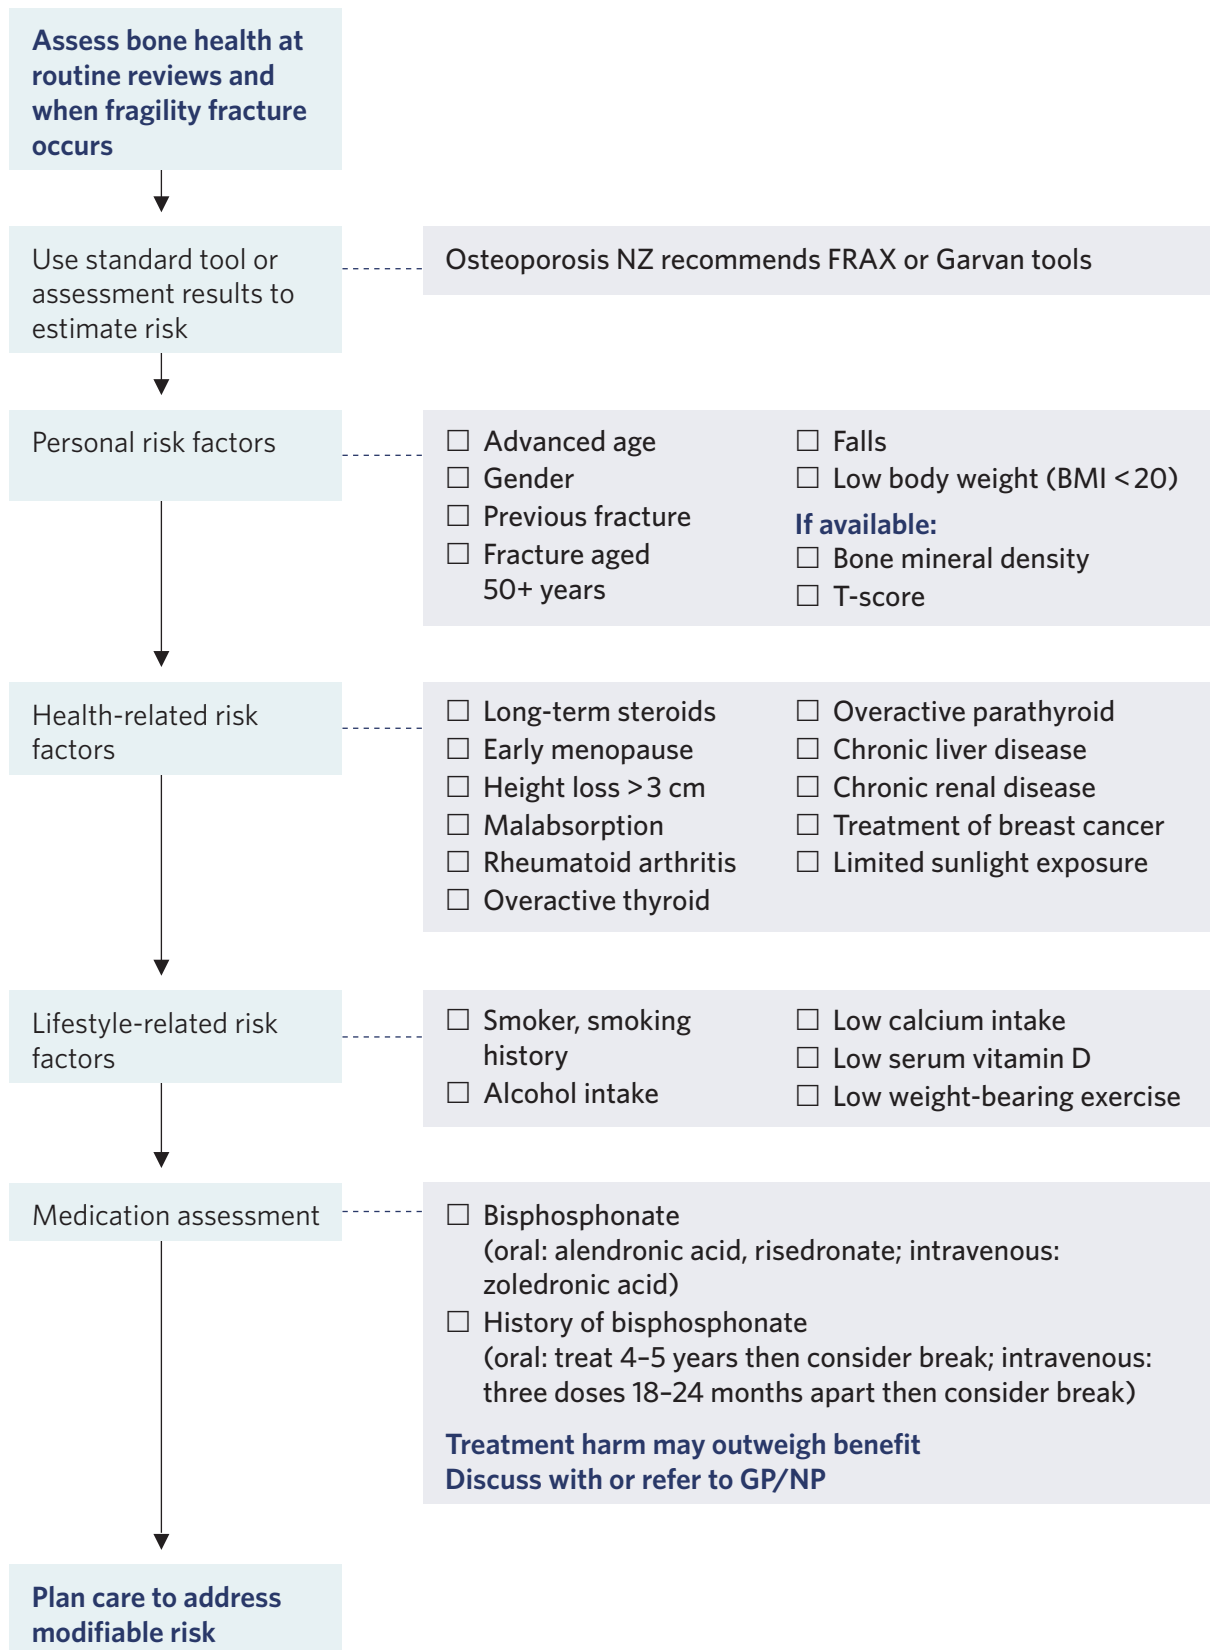 Assess bone health at
routine reviews and
when fragility fracture
occurs
Use standard tool or
assessment results to
estimate risk
Osteoporosis NZ recommends FRAX or Garvan tools
Personal risk factors
☐ Advanced age
☐ Gender
☐ Previous fracture
☐ Fracture aged
50+ years
☐ Falls
☐ Low body weight (BMI <20)
If available:
☐ Bone mineral density
☐ T-score
Health-related risk
factors
☐ Long-term steroids
☐ Early menopause
☐ Height loss >3 cm
☐ Malabsorption
☐ Rheumatoid arthritis
☐ Overactive thyroid
☐ Overactive parathyroid
☐ Chronic liver disease
☐ Chronic renal disease
☐ Treatment of breast cancer
☐ Limited sunlight exposure
Lifestyle-related risk
factors
☐ Smoker, smoking
history
☐ Alcohol intake
☐ Low calcium intake
☐ Low serum vitamin D
☐ Low weight-bearing exercise
Medication assessment
☐ Bisphosphonate
(oral: alendronic acid, risedronate; intravenous:
zoledronic acid)
☐ History of bisphosphonate
(oral: treat 4–5 years then consider break; intravenous:
three doses 18–24 months apart then consider break)
Treatment harm may outweigh benefit
Discuss with or refer to GP/NP
Plan care to address
modifiable risk